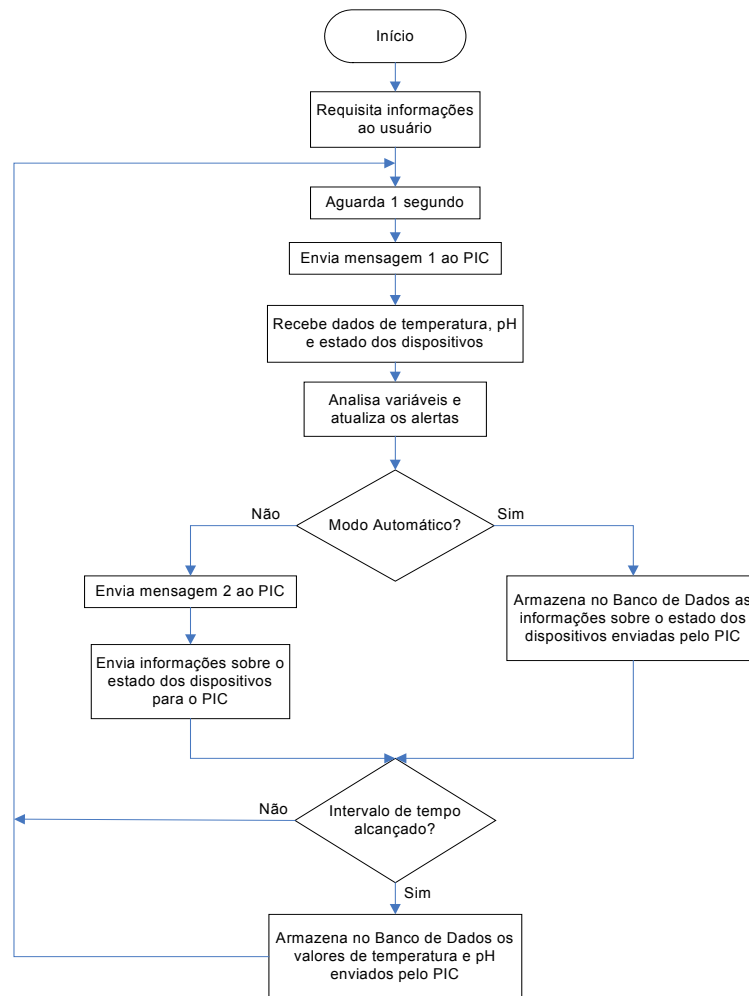 Início
Requisita informações
ao usuário
Aguarda 1 segundo
Envia mensagem 1 ao PIC
Recebe dados de temperatura, pH
e estado dos dispositivos
Analisa variáveis e
atualiza os alertas
Não
Modo Automático?
Sim
Envia mensagem 2 ao PIC
Envia informações sobre o
estado dos dispositivos
para o PIC
Armazena no Banco de Dados as
informações sobre o estado dos
dispositivos enviadas pelo PIC
Não
Intervalo de tempo
alcançado?
Sim
Armazena no Banco de Dados os
valores de temperatura e pH
enviados pelo PIC